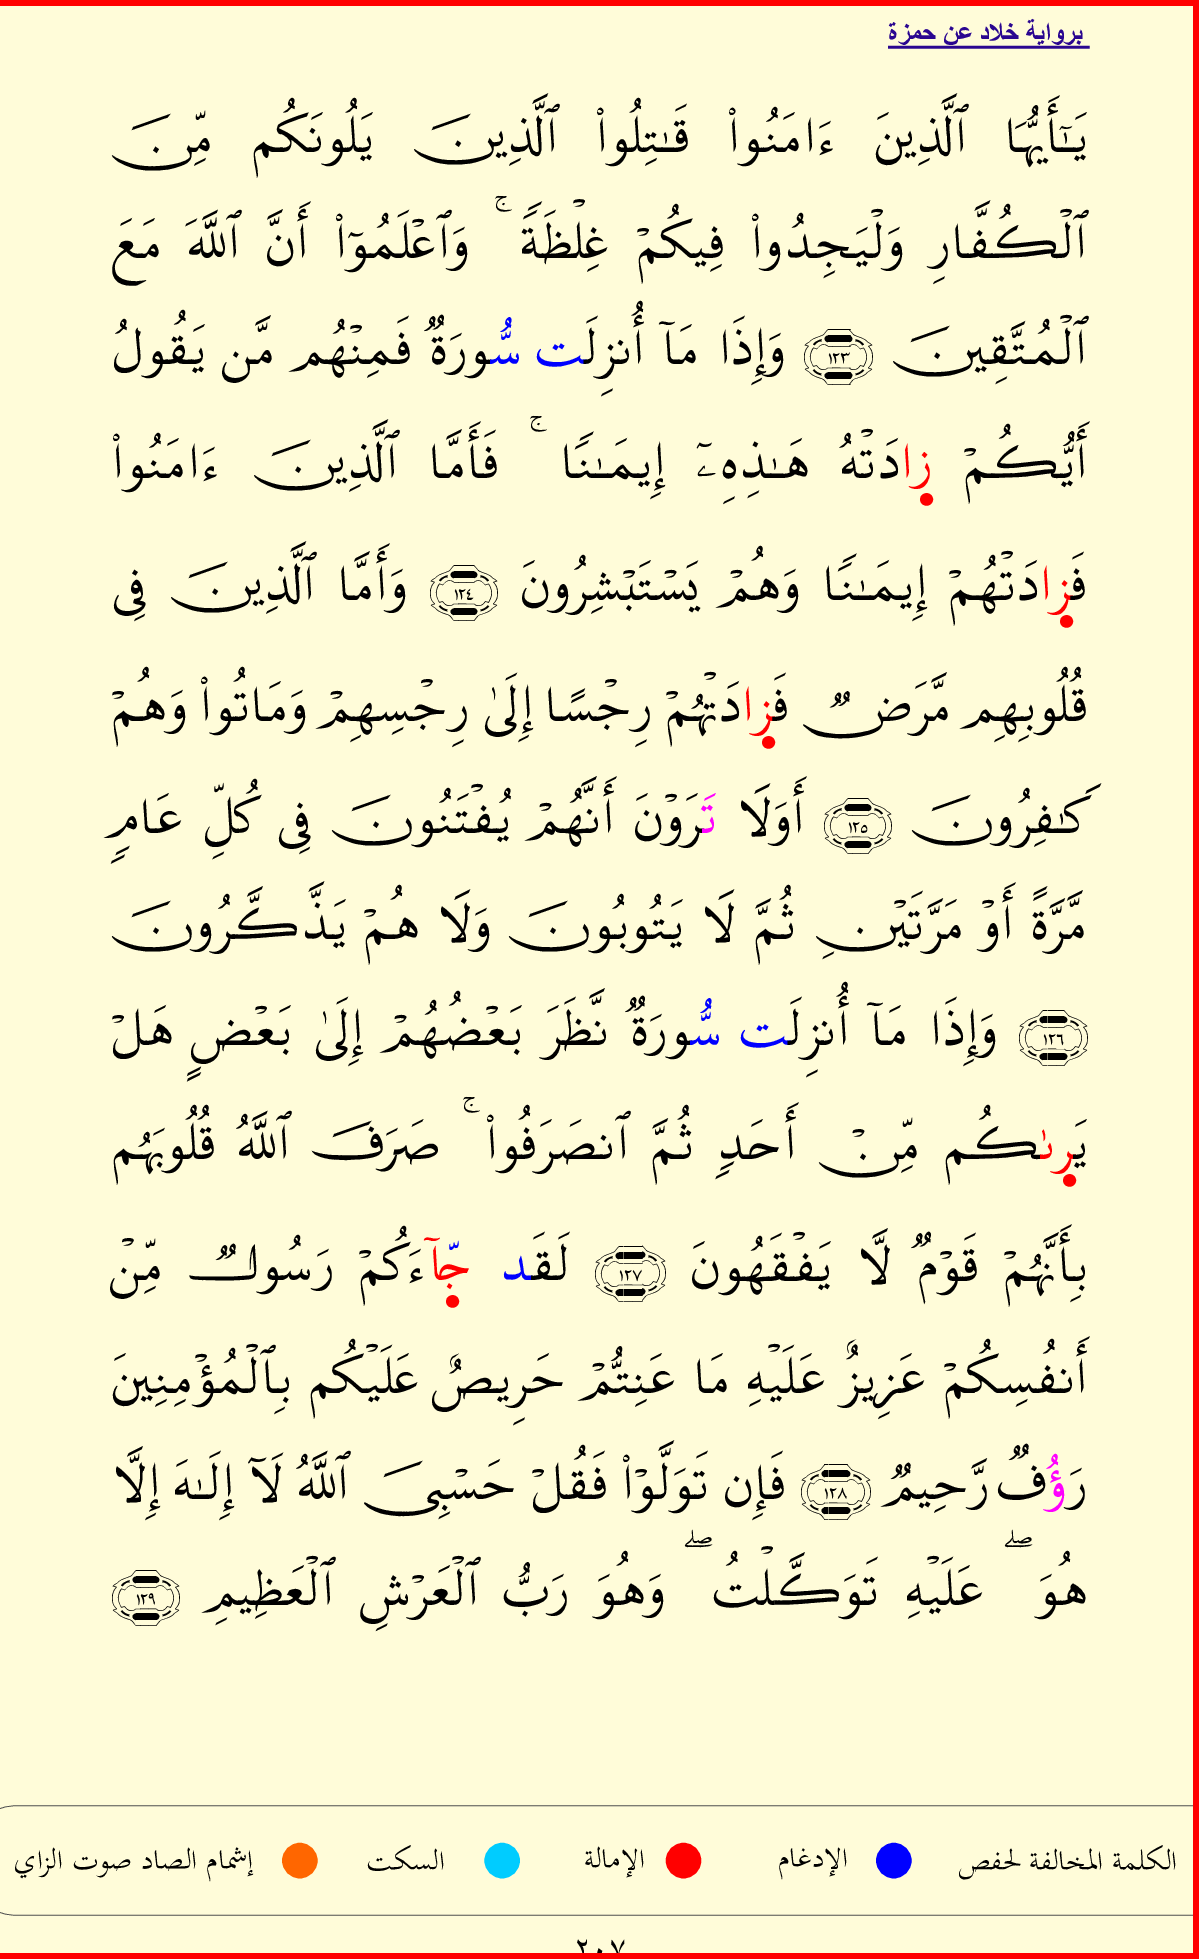 برواية خلاد عن حمزة
يَـٰٓأَيُّهَا ٱلَّذِينَ ءَامَنُوا۟ قَـٰتِلُوا۟ ٱلَّذِينَ يَلُونَكُم مِّنَ
ٱلْكُفَّارِ وَلْيَجِدُوا۟ فِيكُمْ غِلْظَةً ۚ وَٱعْلَمُوٓا۟ أَنَّ ٱللَّهَ مَعَ
ٱلْمُتَّقِينَ ١٢٣ وَإِذَا مَآ أُنزِلَت سُّورَةٌ فَمِنْهُم مَّن يَقُولُ
أَيُّكُمْ زَادَتْهُ هَـٰذِهِۦٓ إِيمَـٰنًا ۚ فَأَمَّا ٱلَّذِينَ ءَامَنُوا۟
فَزَادَتْهُمْ إِيمَـٰنًا وَهُمْ يَسْتَبْشِرُونَ ١٢٤ وَأَمَّا ٱلَّذِينَ فِى
قُلُوبِهِم مَّرَضٌ فَزَادَتْهُمْ رِجْسًا إِلَىٰ رِجْسِهِمْ وَمَاتُوا۟ وَهُمْ
كَـٰفِرُونَ ١٢٥ أَوَلَا تَرَوْنَ أَنَّهُمْ يُفْتَنُونَ فِى كُلِّ عَامٍ
مَّرَّةً أَوْ مَرَّتَيْنِ ثُمَّ لَا يَتُوبُونَ وَلَا هُمْ يَذَّكَّرُونَ
١٢٦ وَإِذَا مَآ أُنزِلَت سُّورَةٌ نَّظَرَ بَعْضُهُمْ إِلَىٰ بَعْضٍ هَلْ
يَرىٰكُم مِّنْ أَحَدٍ ثُمَّ ٱنصَرَفُوا۟ ۚ صَرَفَ ٱللَّهُ قُلُوبَهُم
بِأَنَّهُمْ قَوْمٌ لَّا يَفْقَهُونَ ١٢٧ لَقَد جَّآءَكُمْ رَسُولٌ مِّنْ
أَنفُسِكُمْ عَزِيزٌ عَلَيْهِ مَا عَنِتُّمْ حَرِيصٌ عَلَيْكُم بِٱلْمُؤْمِنِينَ
رَؤُفٌ رَّحِيمٌ ١٢٨ فَإِن تَوَلَّوْا۟ فَقُلْ حَسْبِىَ ٱللَّهُ لَآ إِلَـٰهَ إِلَّا
هُوَ ۖ عَلَيْهِ تَوَكَّلْتُ ۖ وَهُوَ رَبُّ ٱلْعَرْشِ ٱلْعَظِيمِ ١٢٩
الكلمة المخالفة لحفص الإدغام الإمالة السكت إشمام الصاد صوت الزاي
٢٠٧